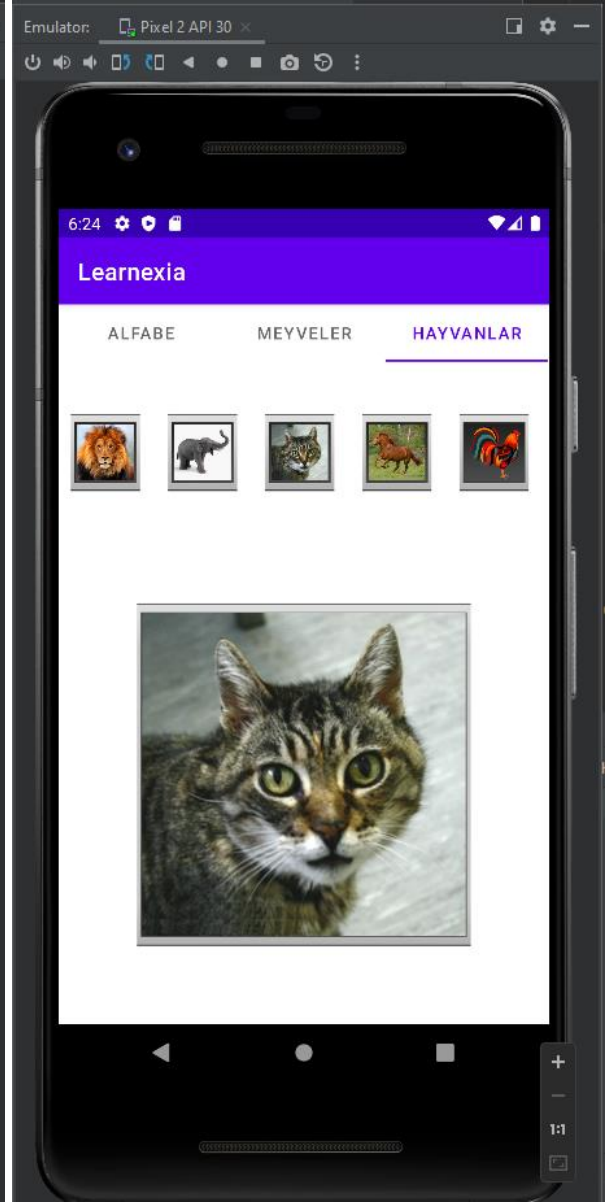 Emulator: Pixel 2 API 30
6:24
Learnexia
ALFABE MEYVELER HAYVANLAR
1:1